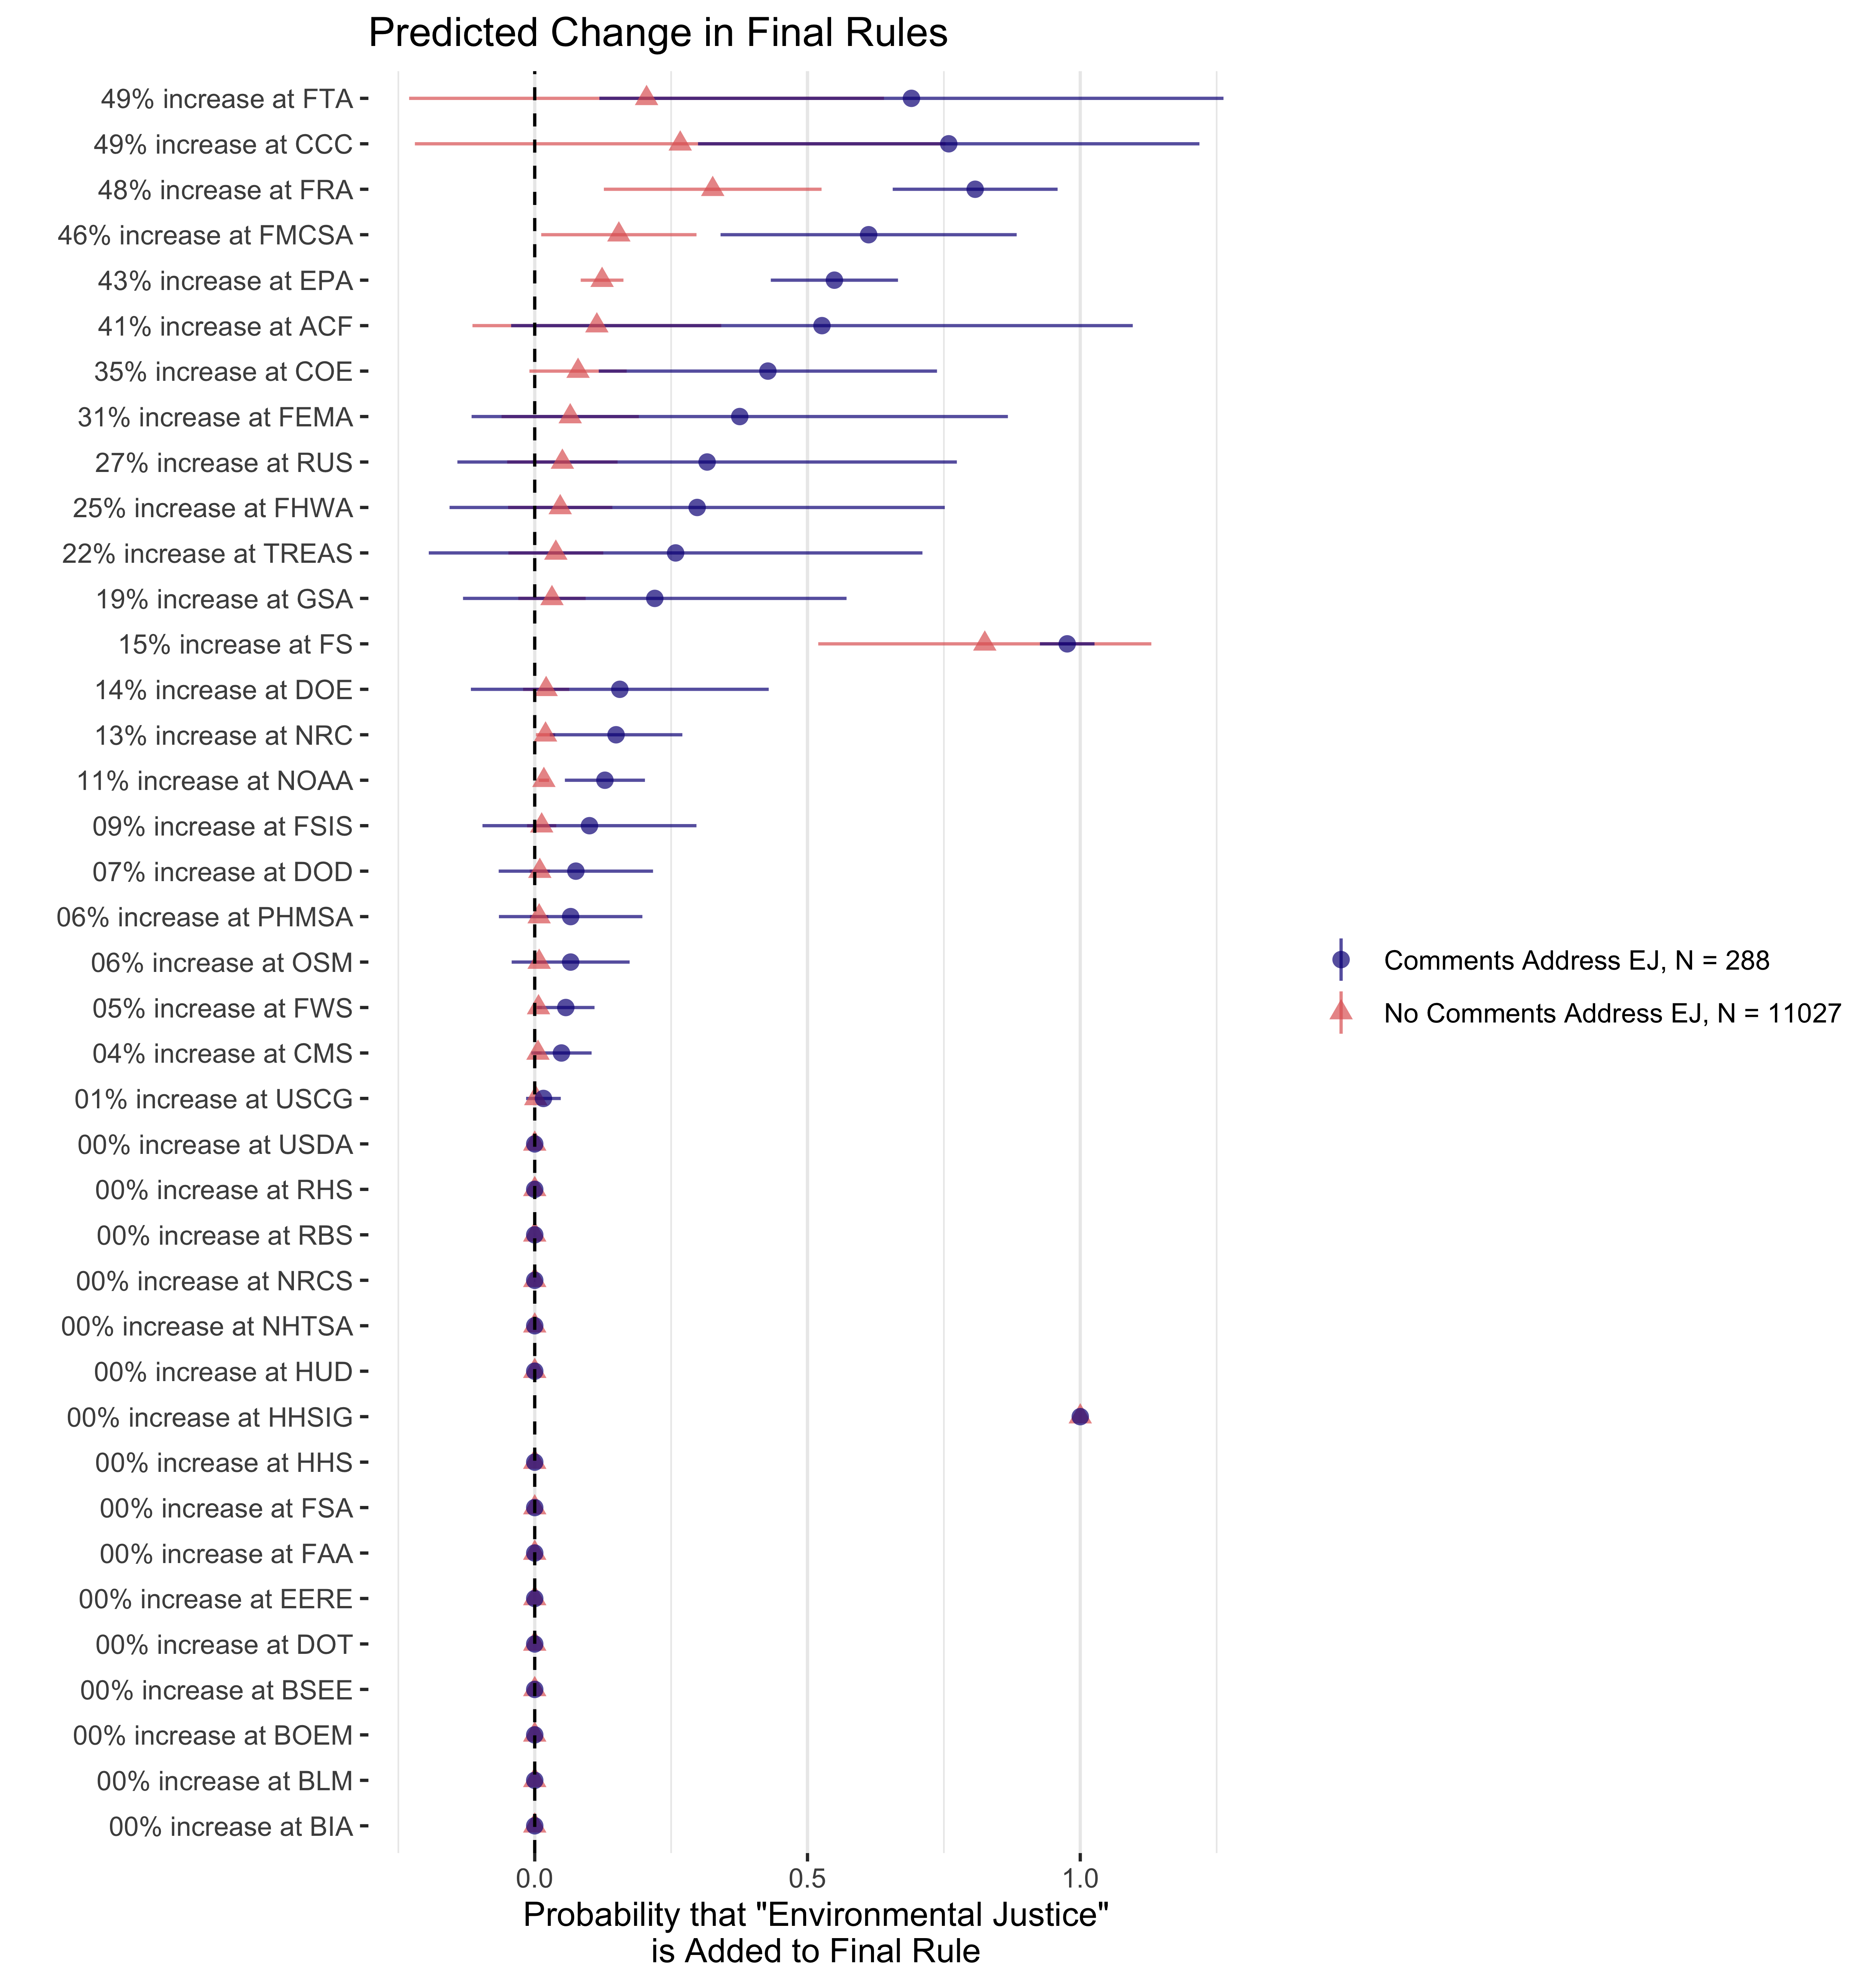 Predicted Change in Final Rules
49% increase at FTA
49% increase at CCC
48% increase at FRA
46% increase at FMCSA
43% increase at EPA
41% increase at ACF
35% increase at COE
31% increase at FEMA
27% increase at RUS
25% increase at FHWA
22% increase at TREAS
19% increase at GSA
15% increase at FS
14% increase at DOE
13% increase at NRC
11% increase at NOAA
09% increase at FSIS
07% increase at DOD
06% increase at PHMSA
06% increase at OSM
05% increase at FWS
04% increase at CMS
01% increase at USCG
00% increase at USDA
00% increase at RHS
00% increase at RBS
00% increase at NRCS
00% increase at NHTSA
00% increase at HUD
00% increase at HHSIG
00% increase at HHS
00% increase at FSA
00% increase at FAA
00% increase at EERE
00% increase at DOT
00% increase at BSEE
00% increase at BOEM
00% increase at BLM
00% increase at BIA
0.0 0.5 1.0
Probability that "Environmental Justice"
is Added to Final Rule
Comments Address EJ, N = 288
No Comments Address EJ, N = 11027